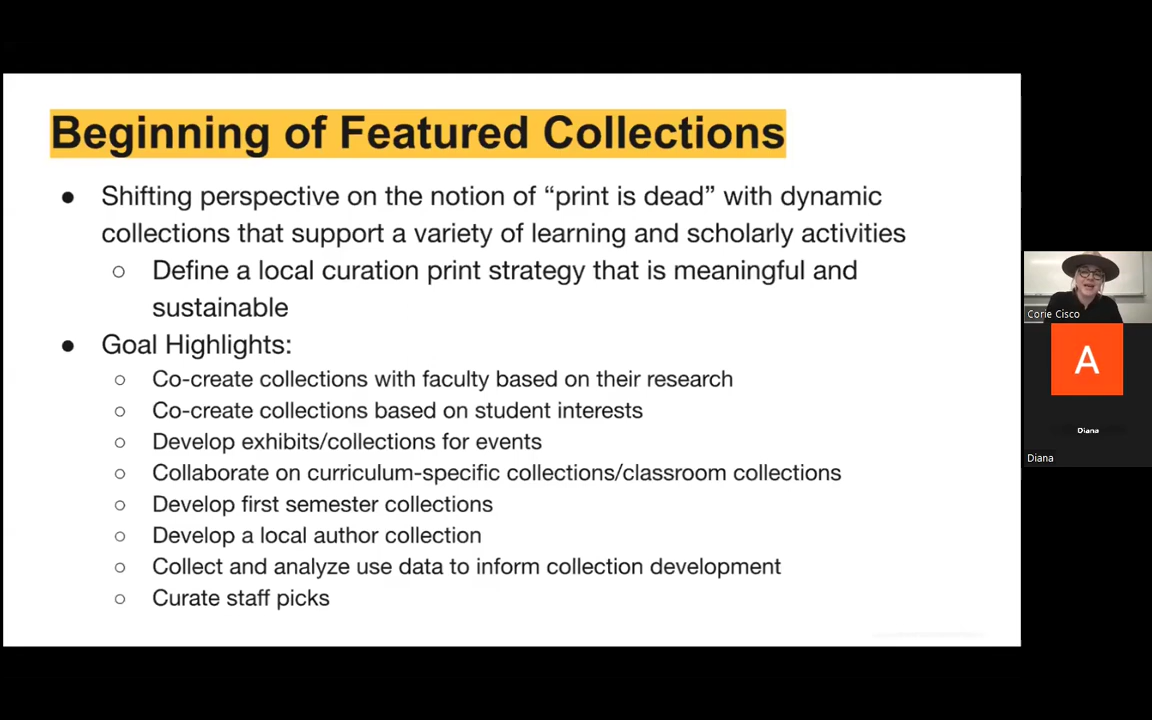 Beginning of Featured Collections
● Shifting perspective on the notion of “print is dead” with dynamic
collections that support a variety of learning and scholarly activities
○ Define a local curation print strategy that is meaningful and
sustainable
● Goal Highlights:
○ Co-create collections with faculty based on their research
○ Co-create collections based on student interests
○ Develop exhibits/collections for events
○ Collaborate on curriculum-specific collections/classroom collections
○ Develop first semester collections
○ Develop a local author collection
○ Collect and analyze use data to inform collection development
○ Curate staff picks
Corie Cisco
A
Diana
Diana